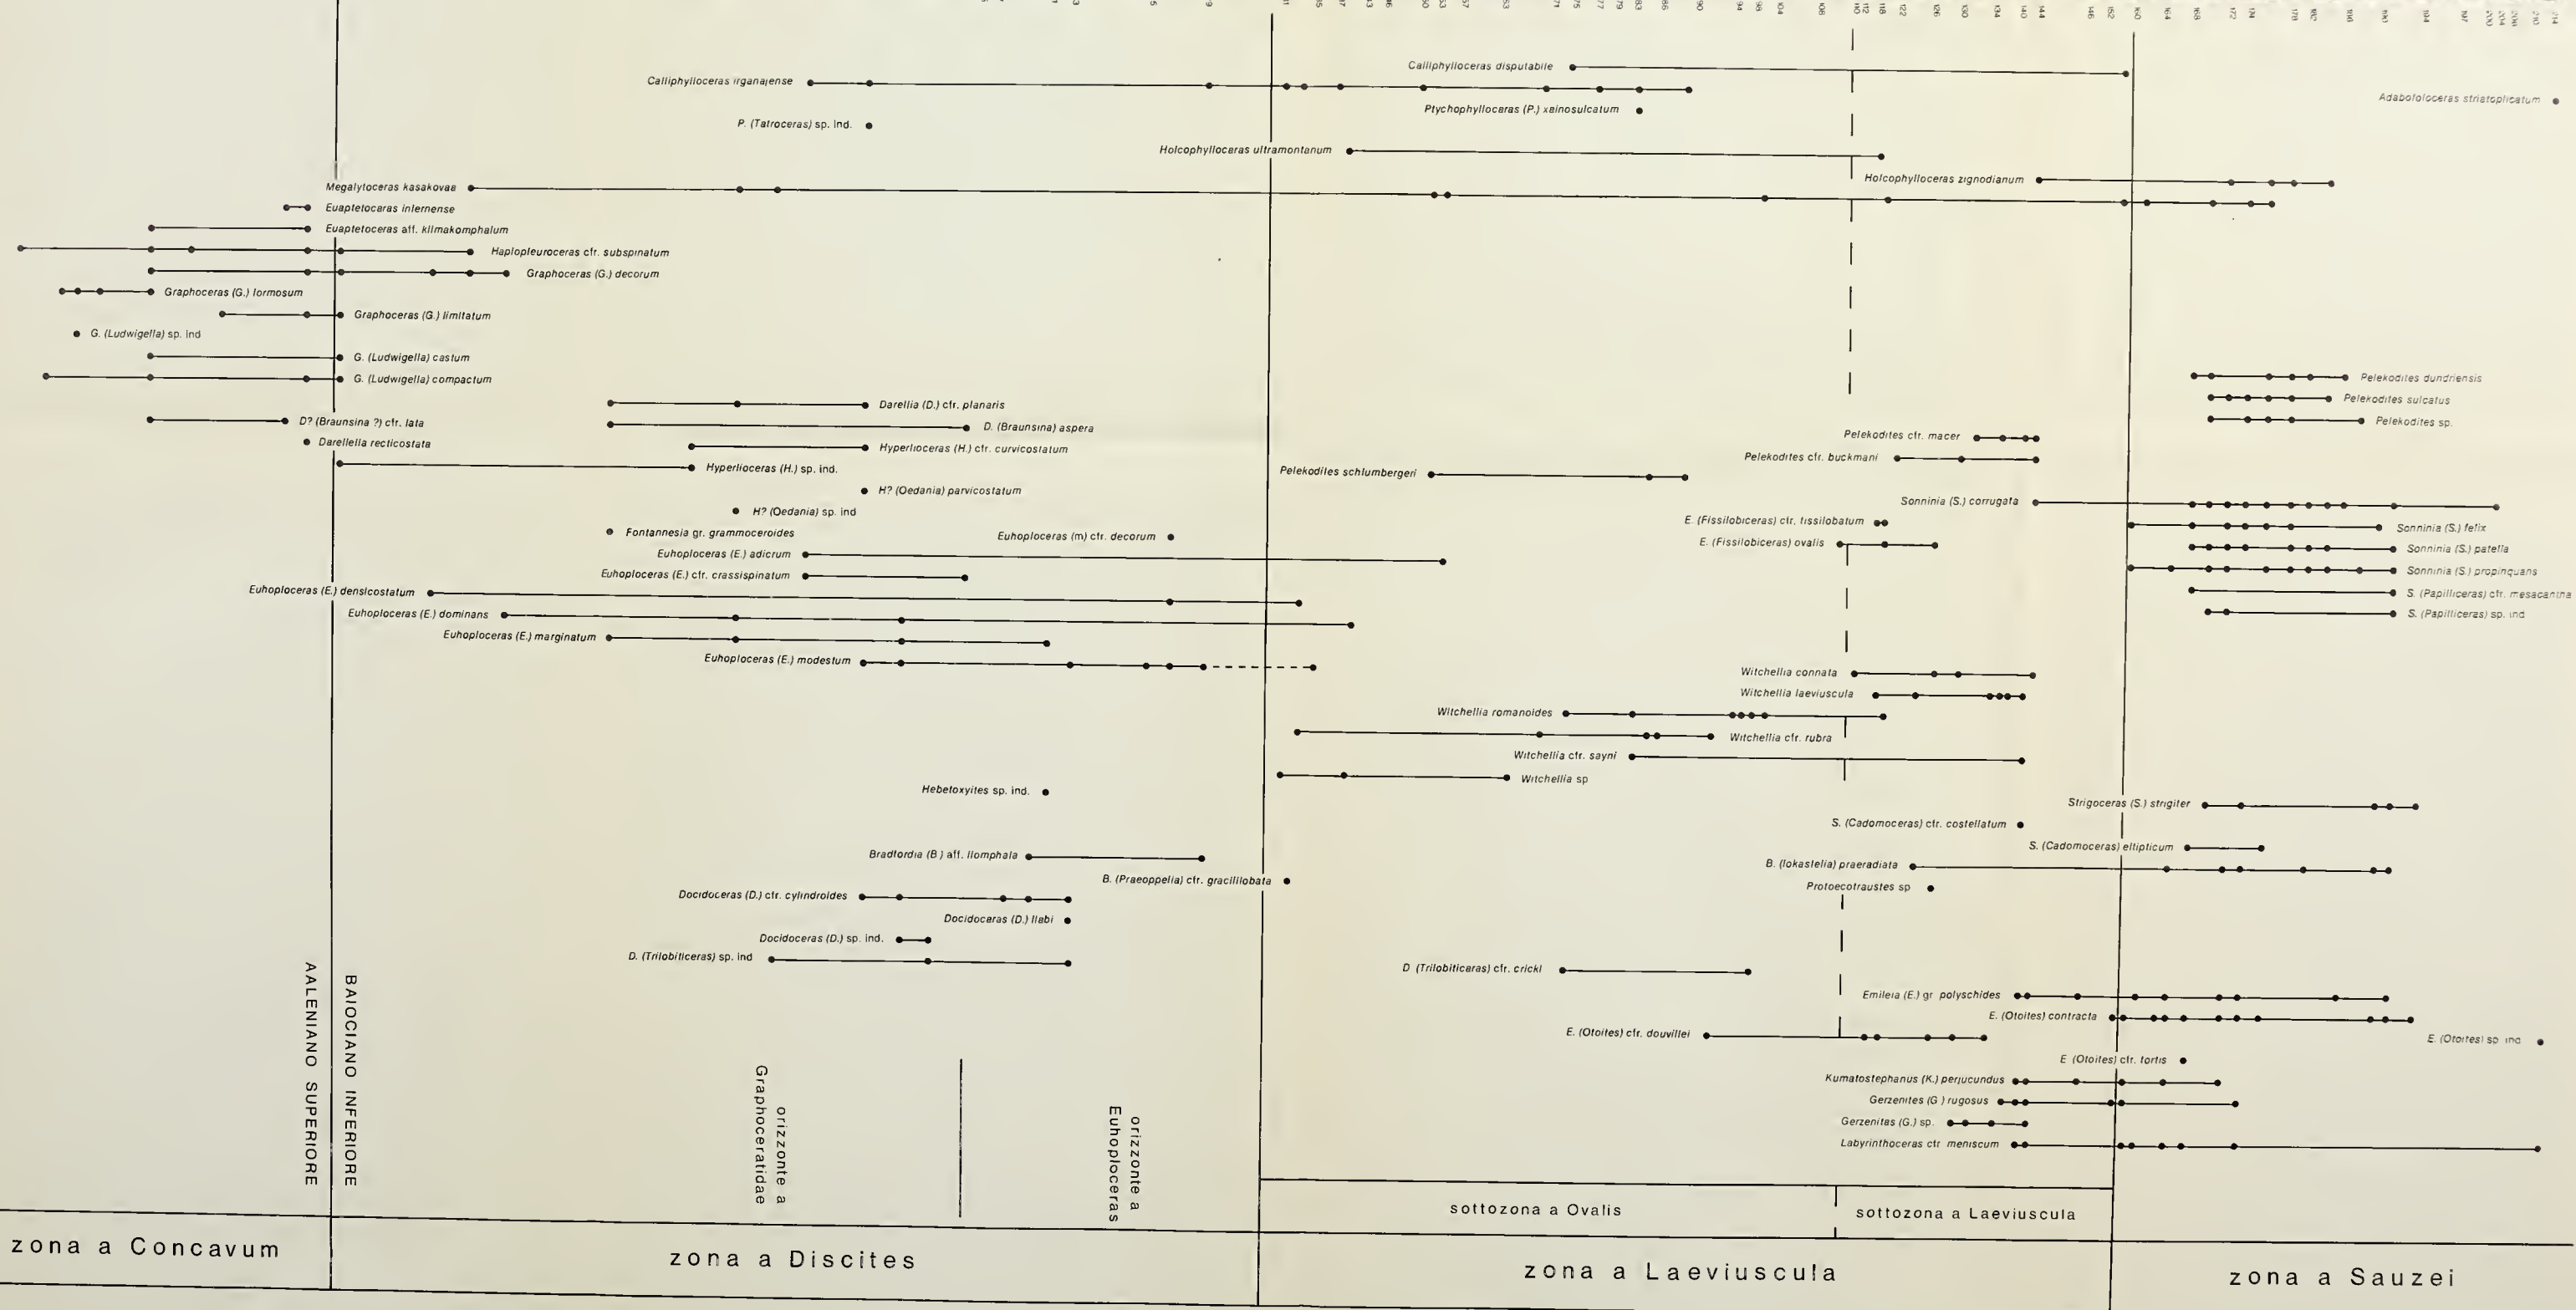 Calliphylloceras disputabile
Calliphylloceras irganajense
Adabofoloceras striatoplicatum
Ptychophylloceras (P.) xainosulcatum
P. (Tatroceras) sp. ind.
Holcophylloceras ultramontanum
Holcophylloceras zignodianum
Megalytoceras kasakovae
Euaptetoceras infernense
Euaptetoceras aff. klimakomphalum
Haplopleuroceras cfr. subspinatum
Graphoceras (G.) decorum
Graphoceras (G.) formosum
Graphoceras (G.) limitatum
G. (Ludwigella) sp. ind
G. (Ludwigella) castum
G. (Ludwigella) compactum
Pelekodites dundriensis
Pelekodites sulcatus
Darellia (D.) cfr. planaris
D? (Braunsina ?) cfr. lata
D. (Braunsina) aspera
Pelekodites sp.
Darellella recticostata
Pelekodites cfr. macer
Hyperlioceras (H.) cfr. curvicostatum
Pelekodites cfr. buckmani
Hyperlioceras (H.) sp. ind.
Pelekodites schlumbergeri
H? (Oedania) parvicostatum
Sonninia (S.) corrugata
H? (Oedania) sp. ind
E. (Fissilobiceras) cfr. fissilobatum
Sonninia (S.) felix
Fontannesia gr. grammoceroides
Euhoploceras (m) cfr. decorum
E. (Fissilobiceras) ovalis
Sonninia (S.) patella
Euhoploceras (E.) adicrum
Sonninia (S.) propinquans
Euhoploceras (E.) cfr. crassispinatum
S. (Papilliceras) cfr. mesacantha
Euhoploceras (E.) densicostatum
S. (Papilliceras) sp. ind
Euhoploceras (E.) dominans
Euhoploceras (E.) marginatum
Euhoploceras (E.) modestum
Witchellia connata
Witchellia laeviuscula
Witchellia romanoides
Witchellia cfr. rubra
Witchellia cfr. sayni
Witchellia sp
Hebetoxyites sp. ind.
Strigoceras (S.) strigifer
S. (Cadomoceras) cfr. costellatum
S. (Cadomoceras) ellipticum
Bradfordia (B.) aff. liomphala
B. (Iokastelia) praeradiata
B. (Praeoppelia) cfr. gracililobata
Protoecotraustes sp
Docidoceras (D.) cfr. cylindroides
Docidoceras (D.) liebi
Docidoceras (D.) sp. ind.
D. (Trilobiticeras) sp. ind
D (Trilobiticeras) cfr. cricki
Emileia (E.) gr polyschides
E. (Otoites) contracta
E. (Otoites) cfr. douvillei
E. (Otoites) sp ind
E (Otoites) cfr. fortis
Kumatostephanus (K.) perjucundus
Gerzenites (G.) rugosus
Gerzenites (G.) sp.
Labyrinthoceras cfr meniscum
AALENIANO SUPERIORE
BAIOCIANO INFERIORE
orizzonte a
Graphoceratidae
orizzonte a
Euhoploceras
sottozona a Ovalis
sottozona a Laeviuscula
zona a Concavum
zona a Discites
zona a Laeviuscula
zona a Sauzei